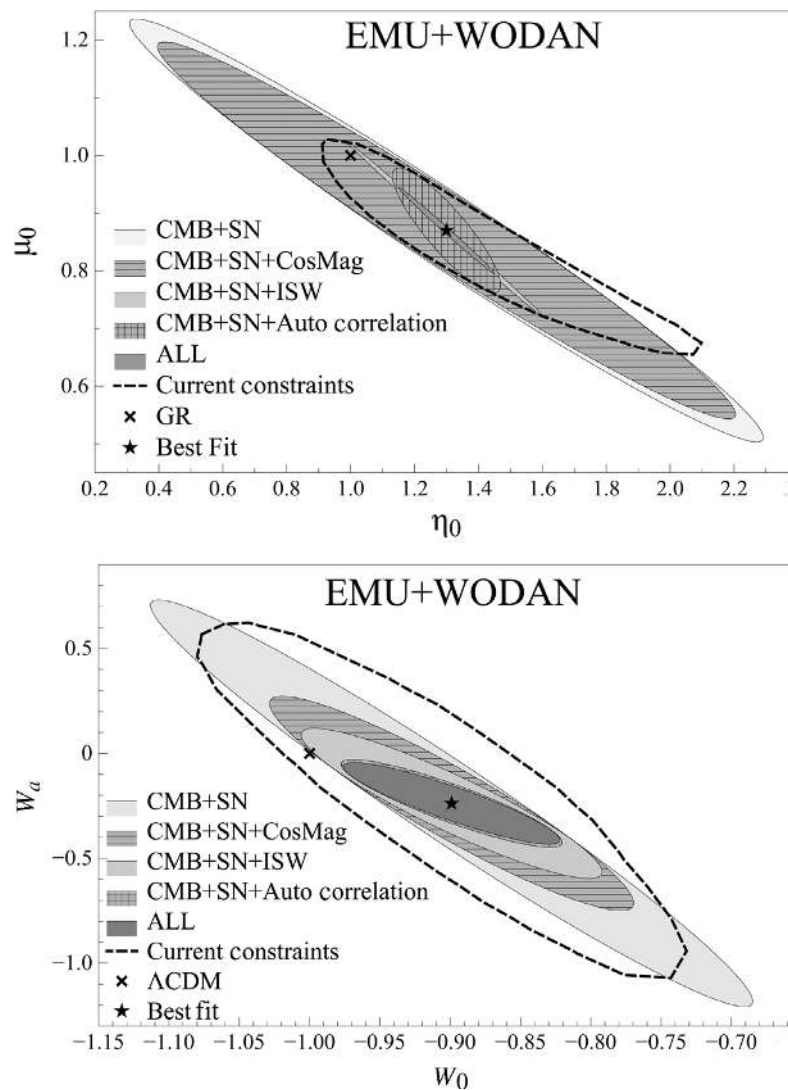 EMU+WODAN
1.2
1.0
0.8
0.6
μ0
CMB+SN
CMB+SN+CosMag
CMB+SN+ISW
CMB+SN+Auto correlation
ALL
Current constraints
GR
Best Fit
0.2 0.4 0.6 0.8 1.0 1.2 1.4 1.6 1.8 2.0 2.2
η0
EMU+WODAN
0.5
0
−0.5
−1.0
wa
CMB+SN
CMB+SN+CosMag
CMB+SN+ISW
CMB+SN+Auto correlation
ALL
Current constraints
ΛCDM
Best fit
−1.15 −1.10 −1.05 −1.00 −0.95 −0.90 −0.85 −0.80 −0.75 −0.70
w0